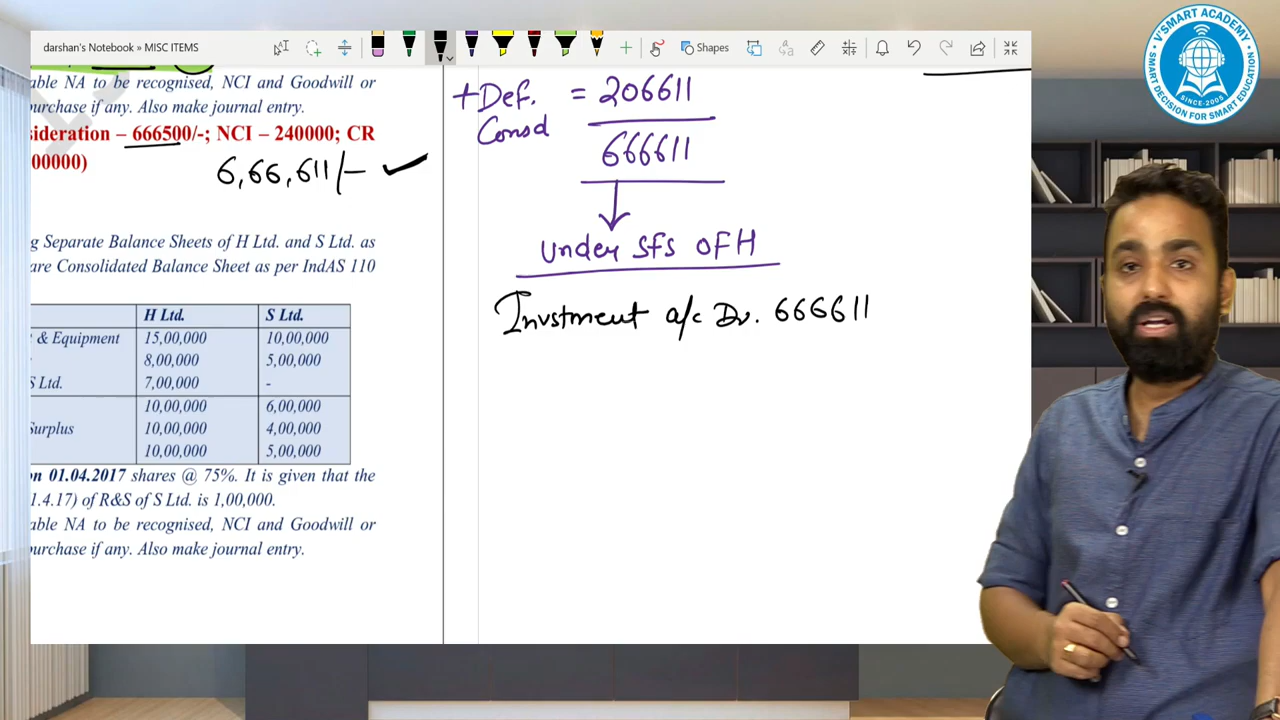 darshan's Notebook » MISC ITEMS
Shapes
V'SMART ACADEMY
SINCE-2005
SMART DECISION FOR SMART EDUCATION
able NA to be recognised, NCI and Goodwill or
purchase if any. Also make journal entry.
sideration – 666500/-; NCI – 240000; CR
00000)
6,66,611/-
g Separate Balance Sheets of H Ltd. and S Ltd. as
are Consolidated Balance Sheet as per IndAS 110
H Ltd. S Ltd.
& Equipment 15,00,000 10,00,000
8,00,000 5,00,000
S Ltd. 7,00,000 -
10,00,000 6,00,000
Surplus 10,00,000 4,00,000
10,00,000 5,00,000
on 01.04.2017 shares @ 75%. It is given that the
1.4.17) of R&S of S Ltd. is 1,00,000.
able NA to be recognised, NCI and Goodwill or
purchase if any. Also make journal entry.
+Def. = 206611
Consd
666611
under SFS OF H
Invstment a/c Dr. 666611